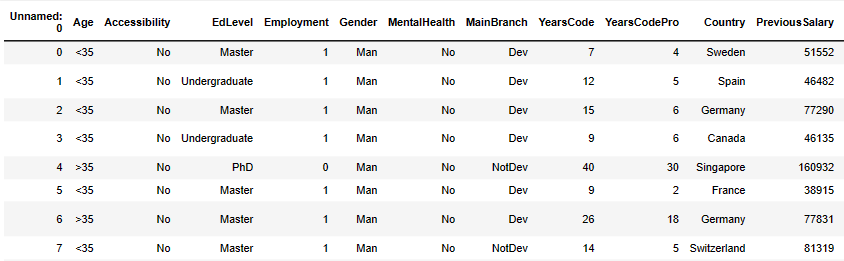 Unnamed: 0 Age Accessibility EdLevel Employment Gender MentalHealth MainBranch YearsCode YearsCodePro Country PreviousSalary
0 <35 No Master 1 Man No Dev 7 4 Sweden 51552
1 <35 No Undergraduate 1 Man No Dev 12 5 Spain 46482
2 <35 No Master 1 Man No Dev 15 6 Germany 77290
3 <35 No Undergraduate 1 Man No Dev 9 6 Canada 46135
4 >35 No PhD 0 Man No NotDev 40 30 Singapore 160932
5 <35 No Master 1 Man No Dev 9 2 France 38915
6 >35 No Master 1 Man No Dev 26 18 Germany 77831
7 <35 No Master 1 Man No NotDev 14 5 Switzerland 81319